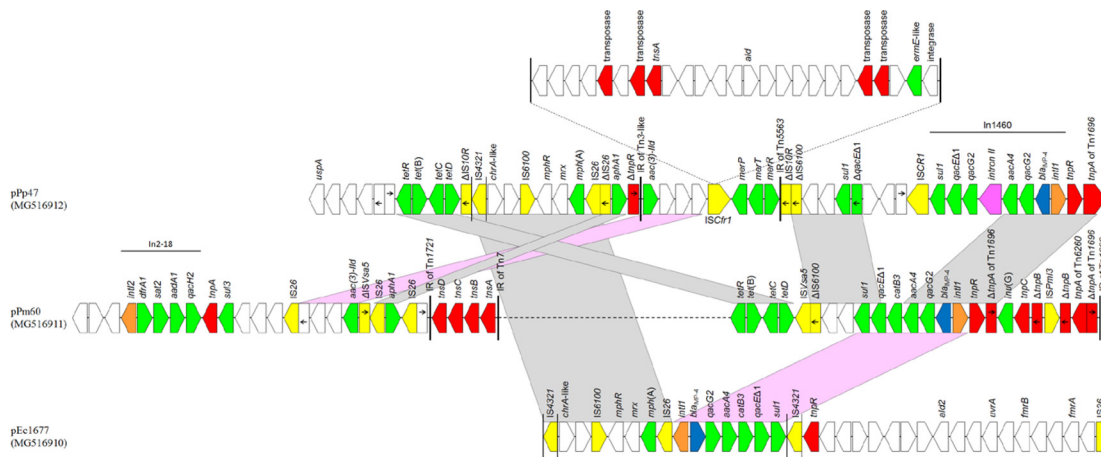 transposase
transposase
tnsA
aid
transposase
transposase
ermE-like
integrase
In1460
uspA
tetR
tet(B)
tetC
tetD
ΔIS10R
IS4321
chrA-like
IS6100
mphR
mrx
mph(A)
IS26
ΔIS26
aphA1
ΔtnpR
IR of Tn3-like
aac(3)-IId
ISCfr1
merP
merT
merR
IR of Tn5563
ΔIS10R
ΔIS6100
sul1
ΔqacEΔ1
ISCR1
sul1
qacEΔ1
qacG2
Intron II
aacA4
qacG2
blaIMP-4
intI1
tnpR
tnpA of Tn1696
pPp47
(MG516912)
In2-18
intI2
dfrA1
sat2
aadA1
qacH2
tnpA
sul3
IS26
aac(3)-IId
ΔISVsa5
IS26
aphA1
IS26
IR of Tn1721
tnsD
tnsC
tnsB
tnsA
IR of Tn7
tetR
tet(B)
tetC
tetD
ISVsa5
ΔIS6100
sul1
qacEΔ1
catB3
aacA4
qacG2
blaIMP-4
intI1
tnpR
ΔtnpA of Tn1696
lnu(G)
tnpC
ΔtnpB
ISPmi3
ΔtnpB
tnpA of Tn6260
ΔtnpA of Tn1696
pPm60
(MG516911)
IS4321
chrA-like
IS6100
mphR
mrx
mph(A)
IS26
intI1
blaIMP-4
qacG2
aacA4
catB3
qacEΔ1
sul1
IS4321
tnpR
ald2
uvrA
fmrB
fmrA
IS26
pEc1677
(MG516910)